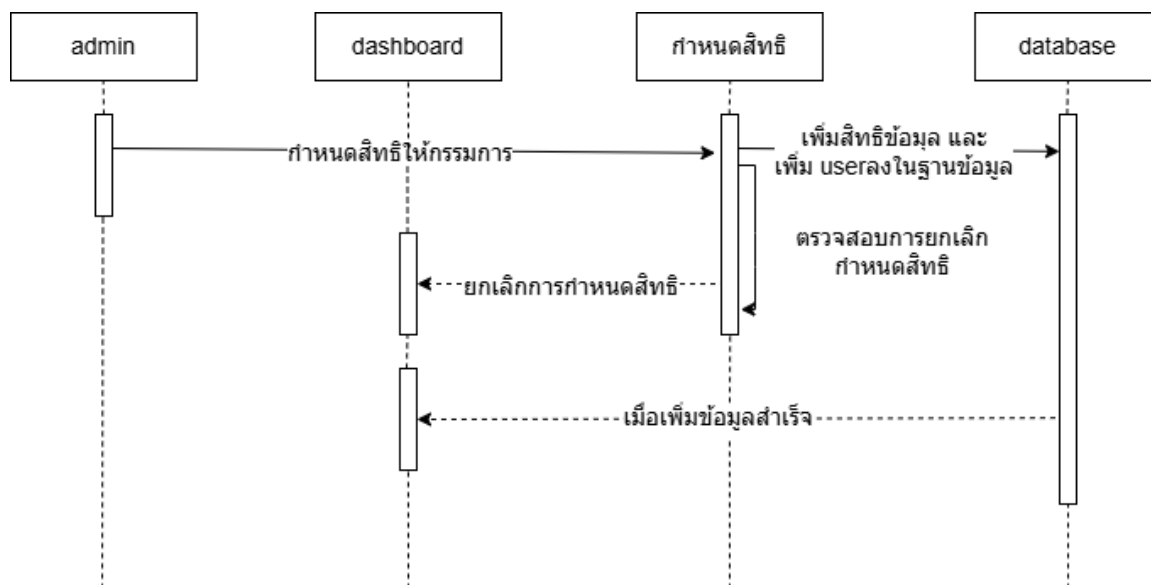 admin
dashboard
กำหนดสิทธิ
database
กำหนดสิทธิให้กรรมการ
เพิ่มสิทธิข้อมุล และ
เพิ่ม userลงในฐานข้อมูล
ตรวจสอบการยกเลิก
กำหนดสิทธิ
ยกเลิกการกำหนดสิทธิ
เมื่อเพิ่มข้อมูลสำเร็จ